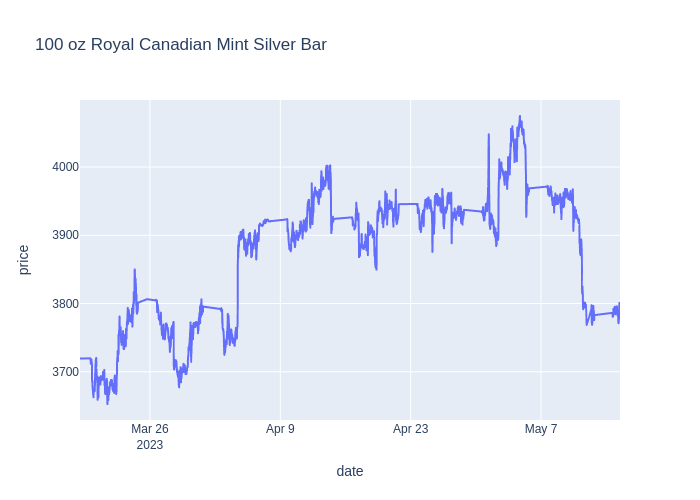 100 oz Royal Canadian Mint Silver Bar
price
4000
3900
3800
3700
Mar 26
2023
Apr 9
Apr 23
May 7
date